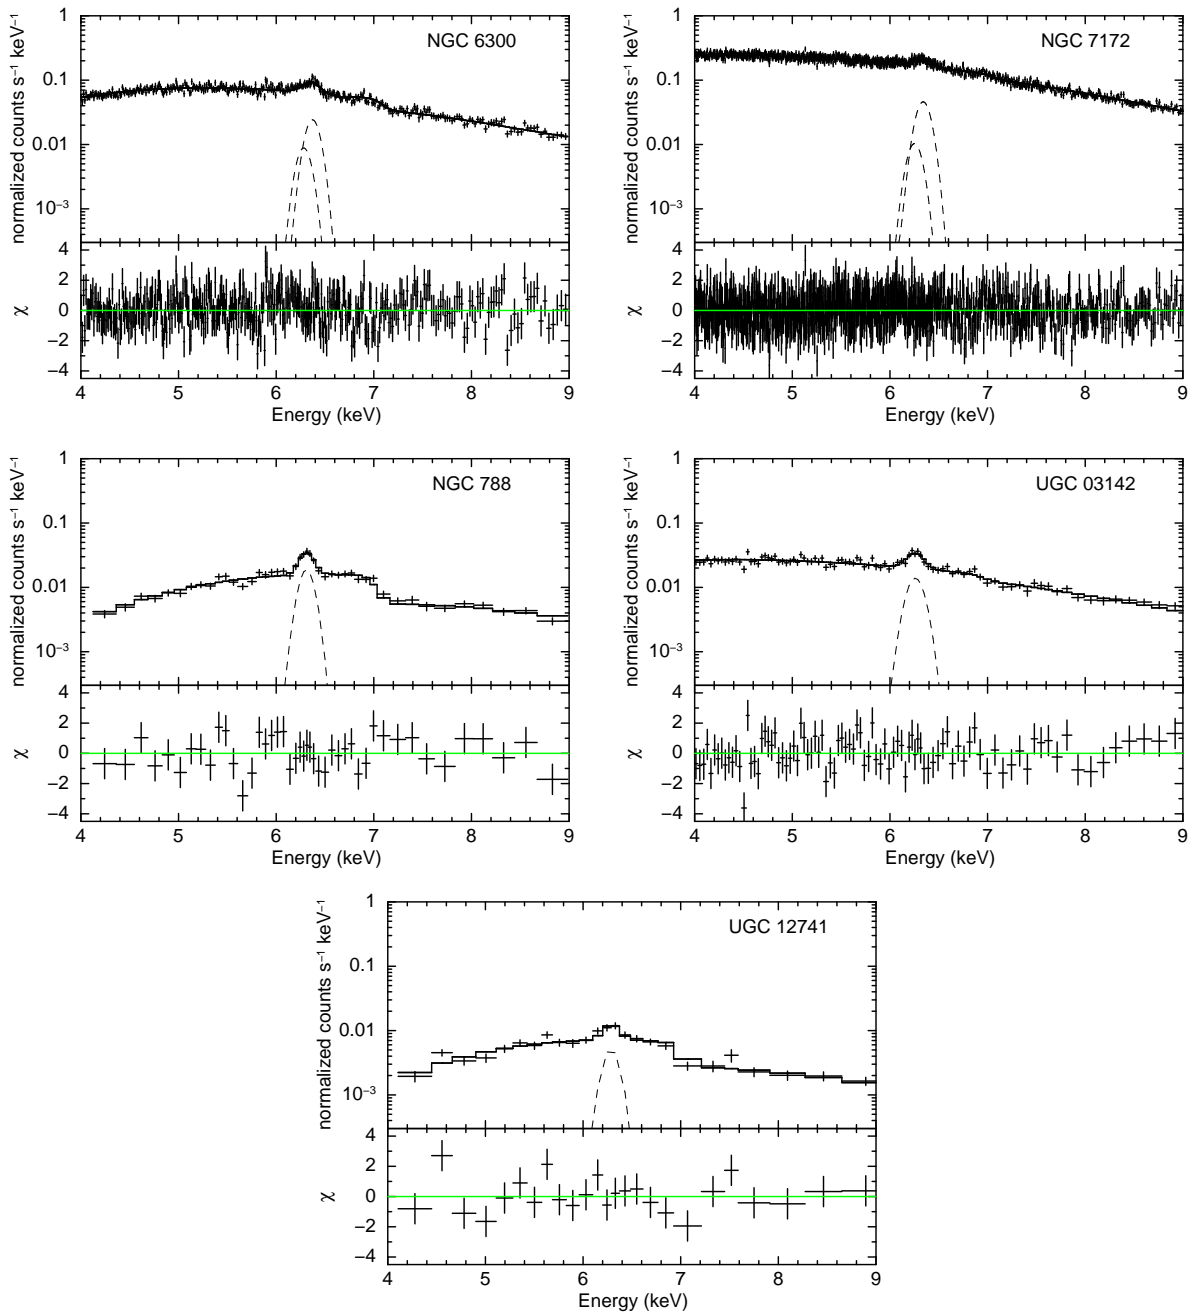 NGC 6300
normalized counts s⁻¹ keV⁻¹
1
0.1
0.01
10⁻³
χ
4
2
0
−2
−4
4 5 6 7 8 9
Energy (keV)
NGC 7172
normalized counts s⁻¹ keV⁻¹
1
0.1
0.01
10⁻³
χ
4
2
0
−2
−4
4 5 6 7 8 9
Energy (keV)
NGC 788
normalized counts s⁻¹ keV⁻¹
1
0.1
0.01
10⁻³
χ
4
2
0
−2
−4
4 5 6 7 8 9
Energy (keV)
UGC 03142
normalized counts s⁻¹ keV⁻¹
1
0.1
0.01
10⁻³
χ
4
2
0
−2
−4
4 5 6 7 8 9
Energy (keV)
UGC 12741
normalized counts s⁻¹ keV⁻¹
1
0.1
0.01
10⁻³
χ
4
2
0
−2
−4
4 5 6 7 8 9
Energy (keV)